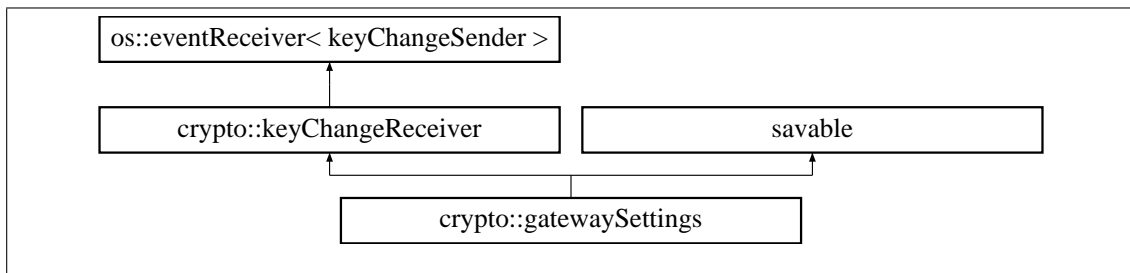 os::eventReceiver< keyChangeSender >
crypto::keyChangeReceiver savable
crypto::gatewaySettings